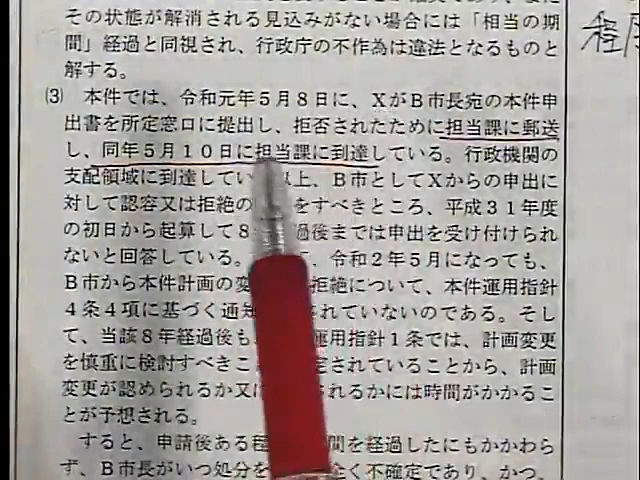 その状態が解消される見込みがない場合には「相当の期
間」経過と同視され、行政庁の不作為は違法となるものと
解する。
程
⑶ 本件では、令和元年5月8日に、XがB市長宛の本件申
出書を所定窓口に提出し、拒否されたために担当課に郵送
し、同年5月10日に担当課に到達している。行政機関の
支配領域に到達してい 以上、B市としてXからの申出に
対して認容又は拒絶の をすべきところ、平成31年度
の初日から起算して8 過後までは申出を受け付けられ
ないと回答している。 、令和2年5月になっても、
B市から本件計画の変 拒絶について、本件運用指針
4条4項に基づく通知 されていないのである。そし
て、当該8年経過後も 運用指針1条では、計画変更
を慎重に検討すべきこ 定されていることから、計画
変更が認められるか又 れるかには時間がかかるこ
とが予想される。
すると、申請後ある程 間を経過したにもかかわら
ず、B市長がいつ処分を 全く不確定であり、かつ、